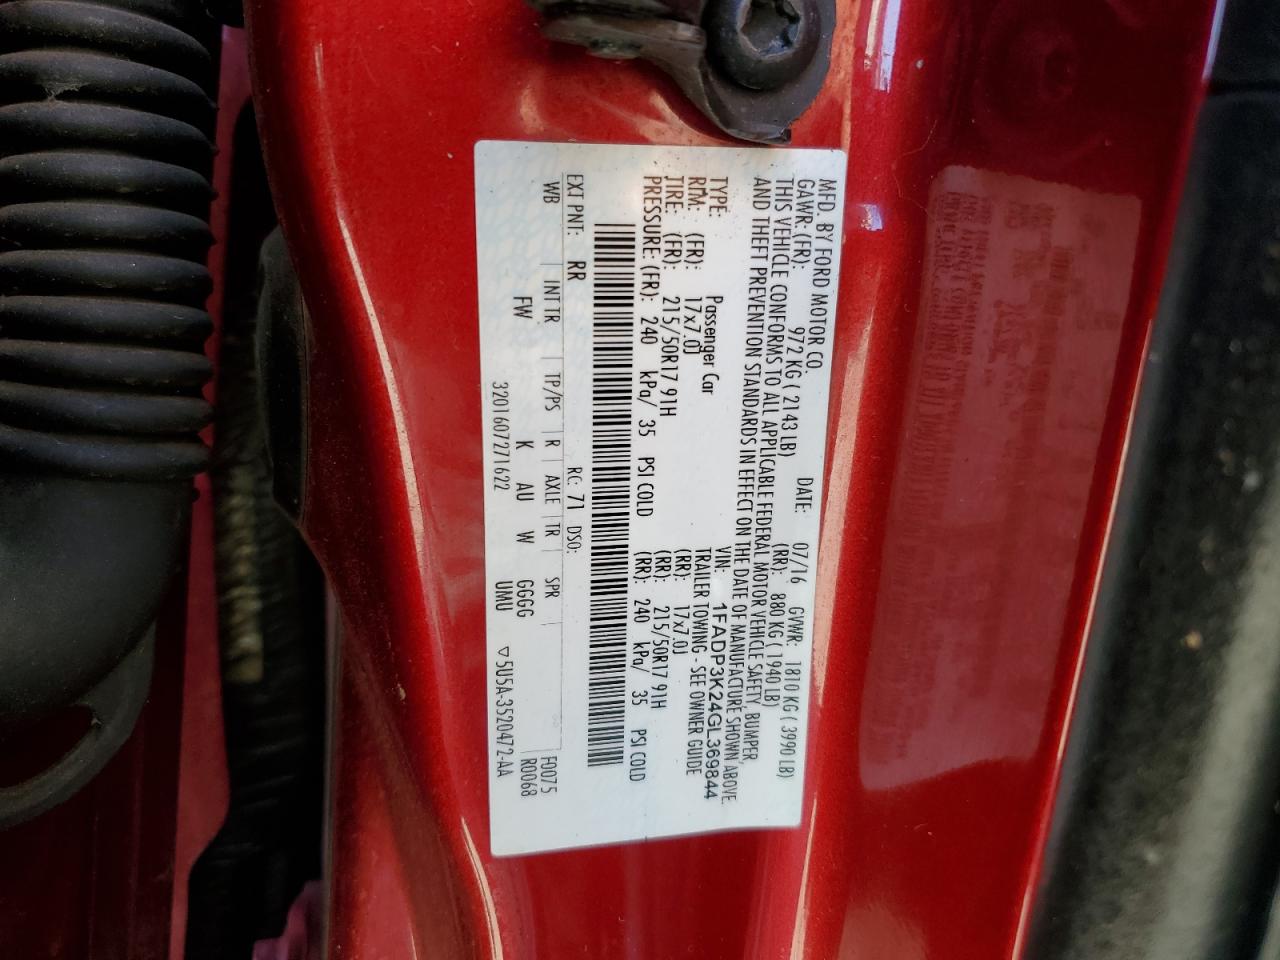 MFD. BY FORD MOTOR CO.
DATE: 07/16 GVWR: 1810 KG ( 3990 LB)
GAWR: (FR): 972 KG ( 2143 LB) (RR): 880 KG ( 1940 LB)
THIS VEHICLE CONFORMS TO ALL APPLICABLE FEDERAL MOTOR VEHICLE SAFETY, BUMPER,
AND THEFT PREVENTION STANDARDS IN EFFECT ON THE DATE OF MANUFACTURE SHOWN ABOVE.
VIN: 1FADP3K24GL369844
TYPE: Passenger Car TRAILER TOWING - SEE OWNER GUIDE
RIM: (FR): 17x7.0J (RR): 17x7.0J
TIRE: (FR): 215/50R17 91H (RR): 215/50R17 91H
PRESSURE: (FR): 240 kPa/ 35 PSI COLD (RR): 240 kPa/ 35 PSI COLD
EXT PNT: RR RC: 71 DSO: F0075
WB INT TR TP/PS R AXLE TR SPR R0068
FW K AU W GGGG
3201607271622 UMU ▽5U5A-3520472-AA